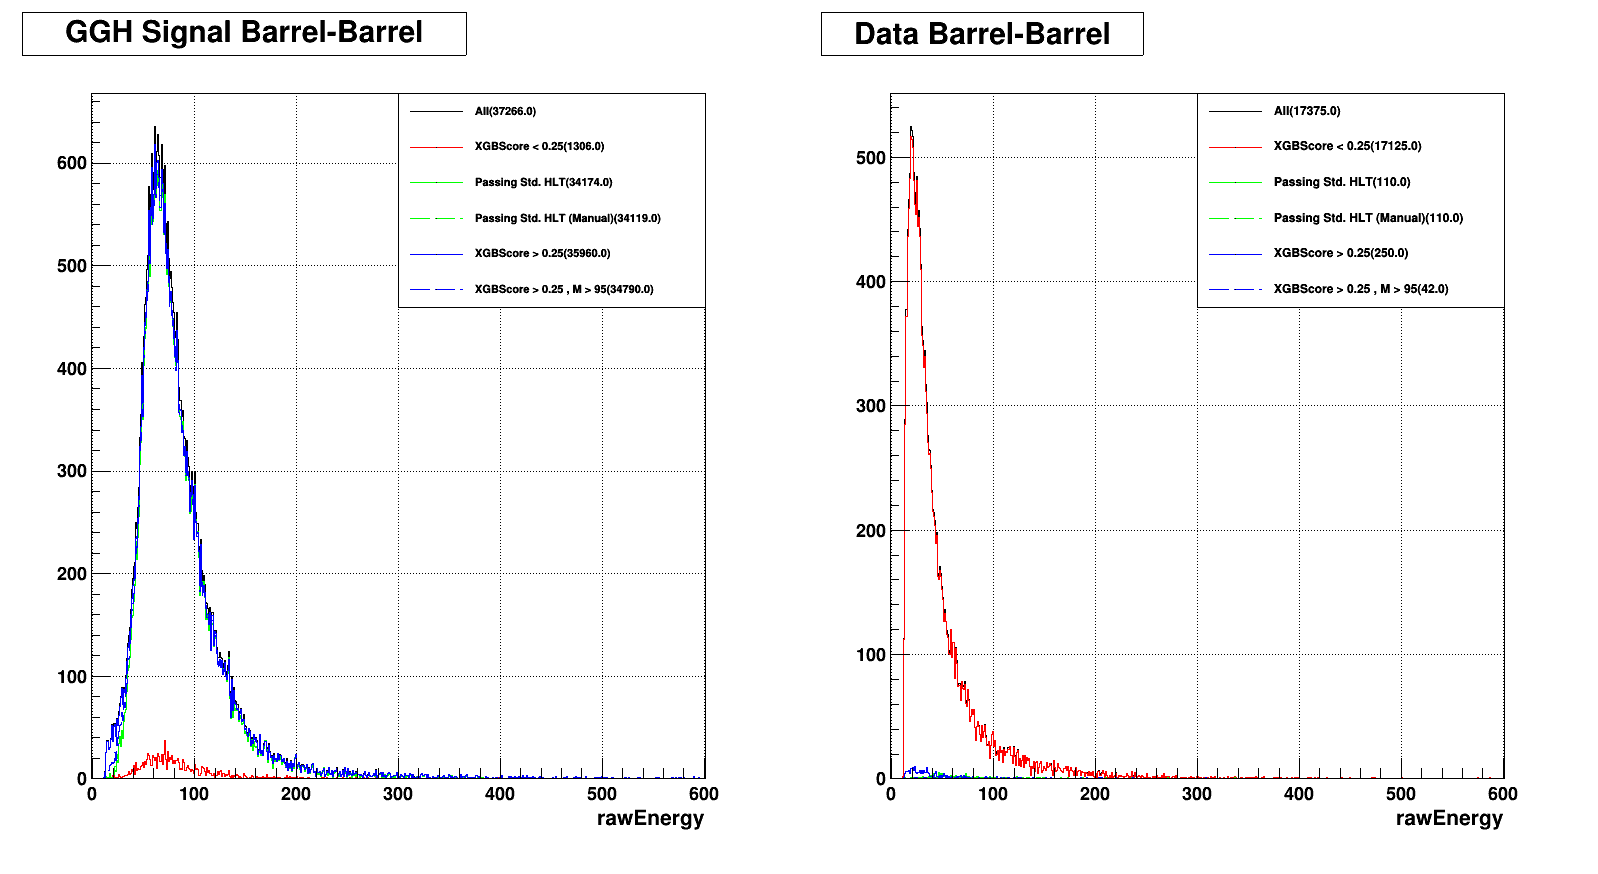 GGH Signal Barrel-Barrel
All(37266.0)
XGBScore < 0.25(1306.0)
Passing Std. HLT(34174.0)
Passing Std. HLT (Manual)(34119.0)
XGBScore > 0.25(35960.0)
XGBScore > 0.25 , M > 95(34790.0)
600
500
400
300
200
100
0
0 100 200 300 400 500 600
rawEnergy
Data Barrel-Barrel
All(17375.0)
XGBScore < 0.25(17125.0)
Passing Std. HLT(110.0)
Passing Std. HLT (Manual)(110.0)
XGBScore > 0.25(250.0)
XGBScore > 0.25 , M > 95(42.0)
500
400
300
200
100
0
0 100 200 300 400 500 600
rawEnergy